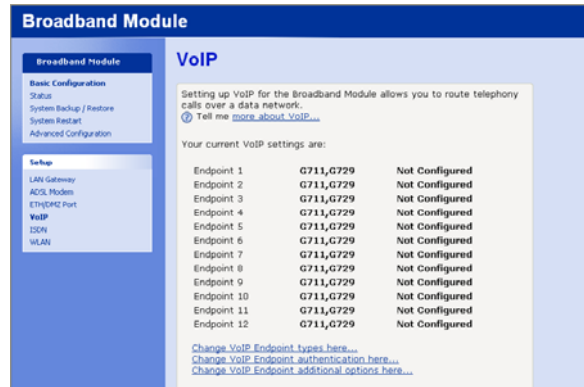 Broadband Module
Broadband Module
Basic Configuration
Status
System Backup / Restore
System Restart
Advanced Configuration
Setup
LAN Gateway
ADSL Modem
ETH/DMZ Port
VoIP
ISDN
WLAN
VoIP
Setting up VoIP for the Broadband Module allows you to route telephony
calls over a data network.
Tell me more about VoIP...
Your current VoIP settings are:
Endpoint 1 G711,G729 Not Configured
Endpoint 2 G711,G729 Not Configured
Endpoint 3 G711,G729 Not Configured
Endpoint 4 G711,G729 Not Configured
Endpoint 5 G711,G729 Not Configured
Endpoint 6 G711,G729 Not Configured
Endpoint 7 G711,G729 Not Configured
Endpoint 8 G711,G729 Not Configured
Endpoint 9 G711,G729 Not Configured
Endpoint 10 G711,G729 Not Configured
Endpoint 11 G711,G729 Not Configured
Endpoint 12 G711,G729 Not Configured
Change VoIP Endpoint types here...
Change VoIP Endpoint authentication here...
Change VoIP Endpoint additional options here...